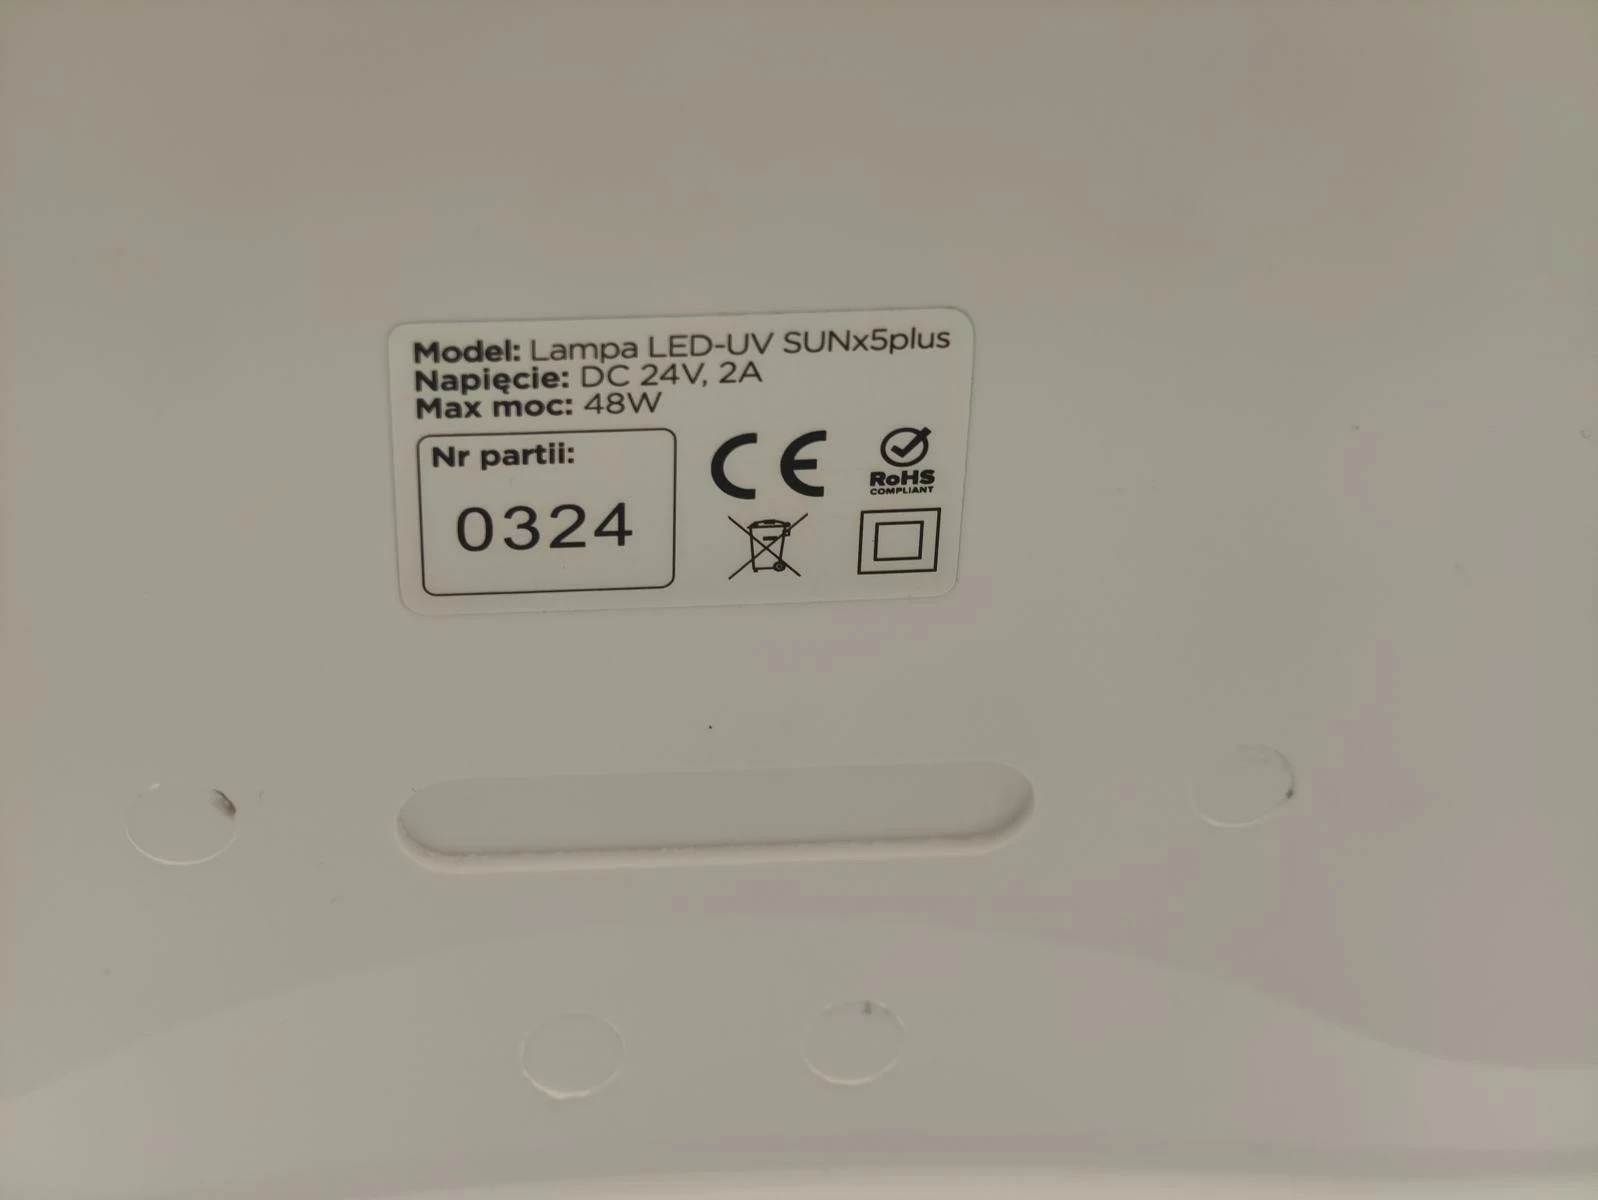 Model: Lampa LED-UV SUNx5plus
Napięcie: DC 24V, 2A
Max moc: 48W
Nr partii:
0324
CE
RoHS
COMPLIANT